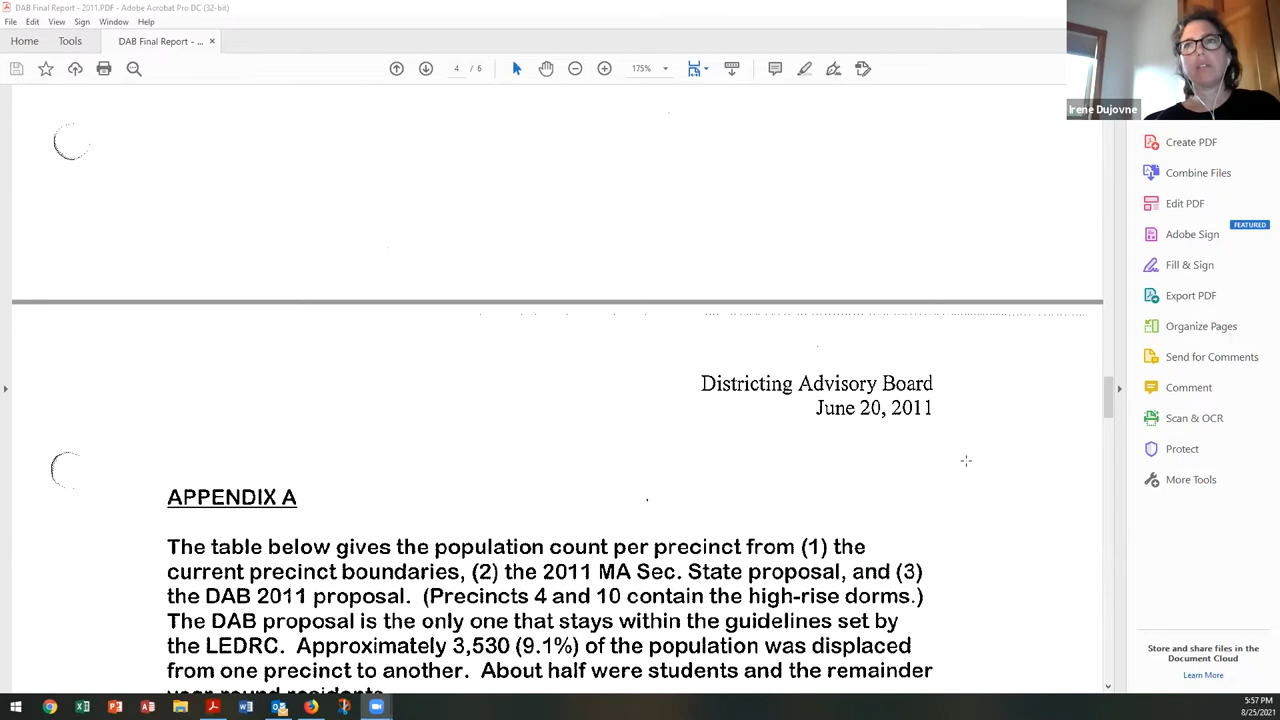 DAB Final Report - 2011.PDF - Adobe Acrobat Pro DC (32-bit)
File Edit View Sign Window Help
Home Tools DAB Final Report - ... ×
4 / 6 175%
Irene Dujovne
Create PDF
Combine Files
Edit PDF
FEATURED
Adobe Sign
Fill & Sign
Export PDF
Organize Pages
Send for Comments
Comment
Scan & OCR
Protect
More Tools
Store and share files in the
Document Cloud
Learn More
Districting Advisory Board
June 20, 2011
APPENDIX A
The table below gives the population count per precinct from (1) the
current precinct boundaries, (2) the 2011 MA Sec. State proposal, and (3)
the DAB 2011 proposal. (Precincts 4 and 10 contain the high-rise dorms.)
The DAB proposal is the only one that stays within the guidelines set by
the LEDRC. Approximately 3,530 (9.1%) of the population was displaced
from one precinct to another. About half were students and the remainder
year round residents
5:57 PM
8/25/2021